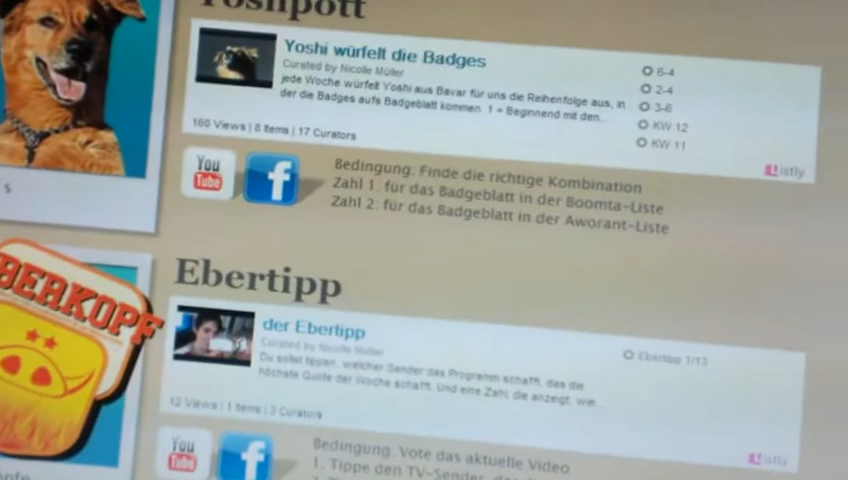 Yoshpott
Yoshi würfelt die Badges
Curated by Nicolle Müller
jede Woche würfelt Yoshi aus Bavar für uns die Reihenfolge aus, in
der die Badges aufs Badgeblatt kommen. 1 = Beginnend mit den...
6-4
2-4
3-6
KW 12
KW 11
160 Views | 8 Items | 17 Curators
Listly
You
Tube
f
Bedingung: Finde die richtige Kombination
Zahl 1: für das Badgeblatt in der Boomta-Liste
Zahl 2: für das Badgeblatt in der Aworant-Liste
's
Ebertipp
BERKOPF
der Ebertipp
Curated by Nicolle Müller
Du sollst tippen, welcher Sender das Programm schafft, das die
höchste Quote der Woche schafft. Und eine Zahl, die anzeigt, wie...
Ebertipp 1/13
12 Views | 1 Items | 3 Curators
Listly
You
Tube
f
Bedingung: Vote das aktuelle Video
1. Tippe den TV-Sender,